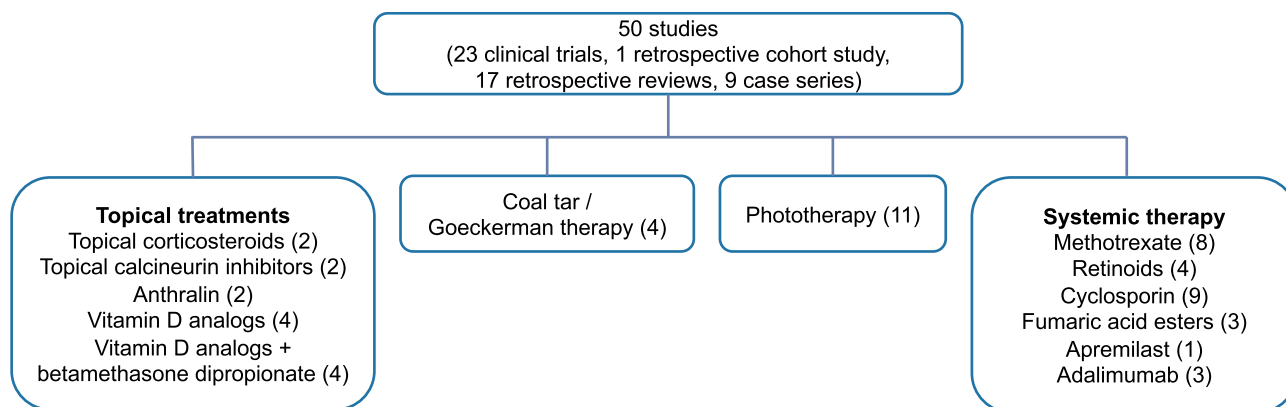 50 studies
(23 clinical trials, 1 retrospective cohort study,
17 retrospective reviews, 9 case series)
Topical treatments
Topical corticosteroids (2)
Topical calcineurin inhibitors (2)
Anthralin (2)
Vitamin D analogs (4)
Vitamin D analogs +
betamethasone dipropionate (4)
Coal tar /
Goeckerman therapy (4)
Phototherapy (11)
Systemic therapy
Methotrexate (8)
Retinoids (4)
Cyclosporin (9)
Fumaric acid esters (3)
Apremilast (1)
Adalimumab (3)